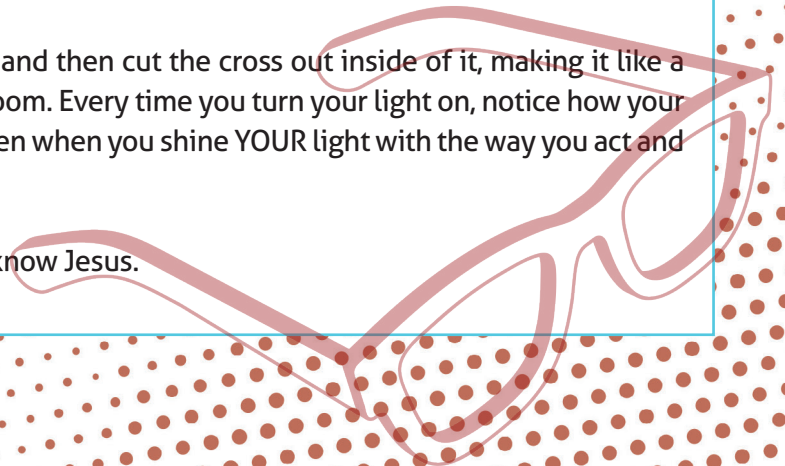 and then cut the cross out inside of it, making it like a
oom. Every time you turn your light on, notice how your
en when you shine YOUR light with the way you act and
know Jesus.